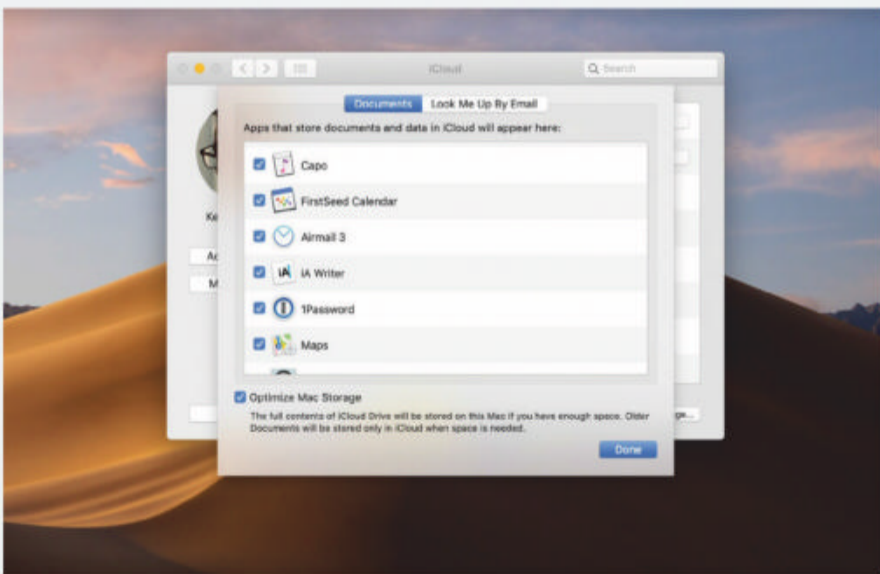 iCloud
Search
Documents
Look Me Up By Email
Apps that store documents and data in iCloud will appear here:
Capo
FirstSeed Calendar
Airmail 3
iA
iA Writer
1Password
Maps
Optimize Mac Storage
The full contents of iCloud Drive will be stored on this Mac if you have enough space. Older
Documents will be stored only in iCloud when space is needed.
Done